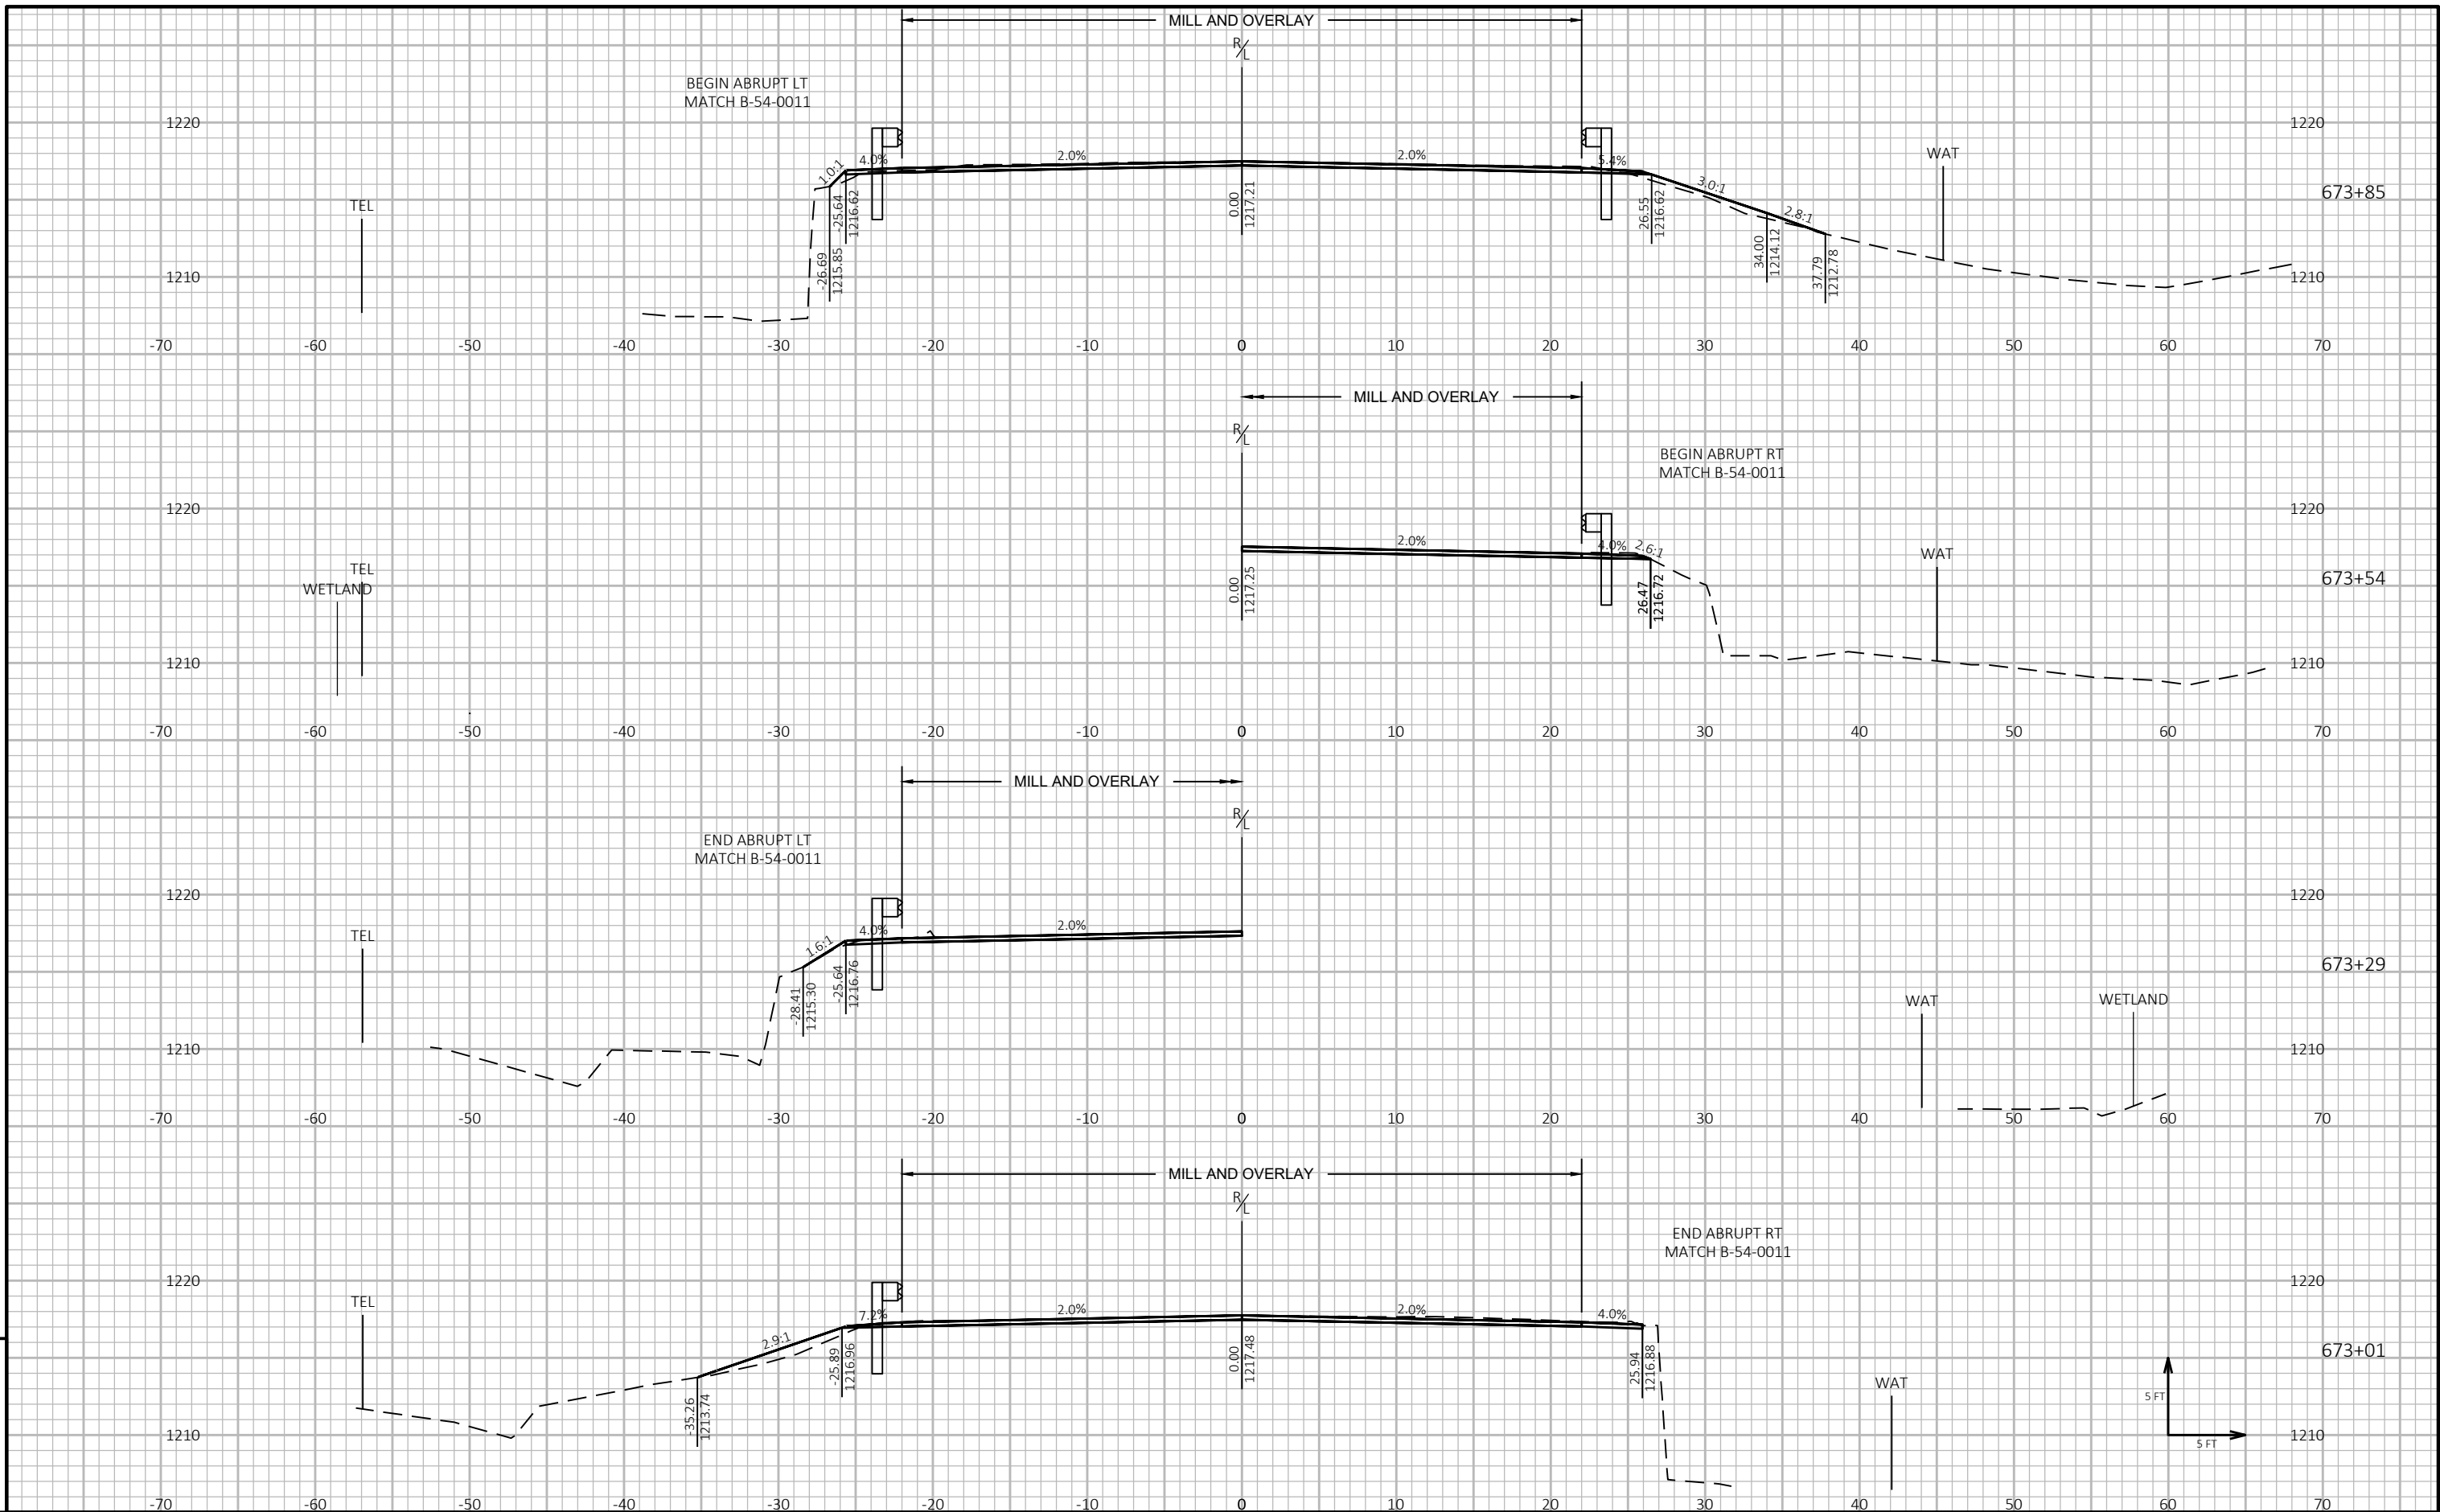 MILL AND OVERLAY
R/L
BEGIN ABRUPT LT
MATCH B-54-0011
1220
1220
1.0:1
4.0%
2.0%
2.0%
5.4%
3.0:1
2.8:1
WAT
TEL
673+85
-26.69
1215.85
-25.64
1216.62
0.00
1217.21
26.55
1216.62
34.00
1214.12
37.79
1212.78
1210
1210
-70 -60 -50 -40 -30 -20 -10 0 10 20 30 40 50 60 70
MILL AND OVERLAY
R/L
BEGIN ABRUPT RT
MATCH B-54-0011
1220
1220
2.0%
4.0%
2.6:1
WAT
TEL
WETLAND
673+54
0.00
1217.25
26.47
1216.72
1210
1210
-70 -60 -50 -40 -30 -20 -10 0 10 20 30 40 50 60 70
MILL AND OVERLAY
R/L
END ABRUPT LT
MATCH B-54-0011
1220
1220
1.6:1
4.0%
2.0%
TEL
673+29
-28.41
1215.30
-25.64
1216.76
WAT
WETLAND
1210
1210
-70 -60 -50 -40 -30 -20 -10 0 10 20 30 40 50 60 70
MILL AND OVERLAY
R/L
END ABRUPT RT
MATCH B-54-0011
1220
1220
TEL
2.9:1
7.2%
2.0%
2.0%
4.0%
673+01
-35.26
1213.74
-25.89
1216.96
0.00
1217.48
25.94
1216.88
WAT
5 FT
5 FT
1210
1210
-70 -60 -50 -40 -30 -20 -10 0 10 20 30 40 50 60 70